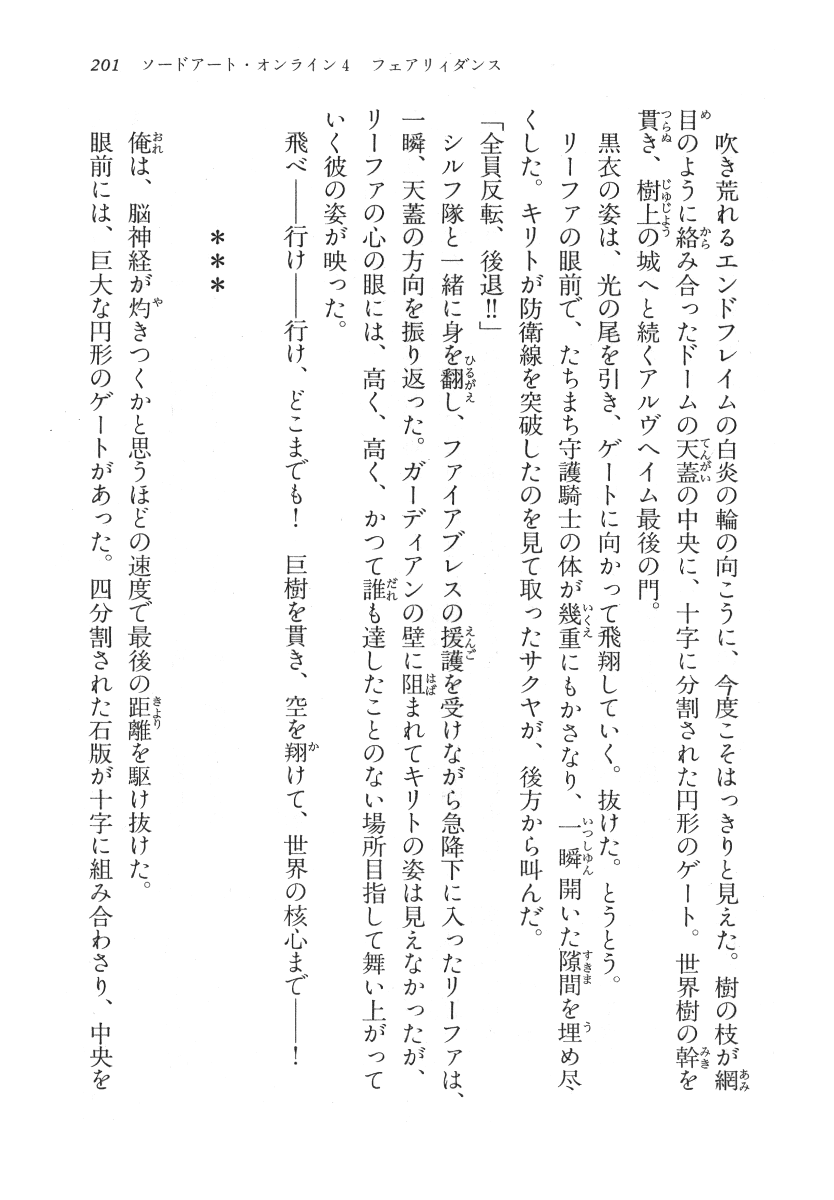 201　ソードアート・オンライン4　フェアリィダンス
　吹き荒れるエンドフレイムの白炎の輪の向こうに、今度こそはっきりと見えた。樹の枝が網
目のように絡み合ったドームの天蓋の中央に、十字に分割された円形のゲート。世界樹の幹を
貫き、樹上の城へと続くアルヴヘイム最後の門。
　黒衣の姿は、光の尾を引き、ゲートに向かって飛翔していく。抜けた。とうとう。
　リーファの眼前で、たちまち守護騎士の体が幾重にもかさなり、一瞬開いた隙間を埋め尽
くした。キリトが防衛線を突破したのを見て取ったサクヤが、後方から叫んだ。
「全員反転、後退!!」
　シルフ隊と一緒に身を翻し、ファイアブレスの援護を受けながら急降下に入ったリーファは、
一瞬、天蓋の方向を振り返った。ガーディアンの壁に阻まれてキリトの姿は見えなかったが、
リーファの心の眼には、高く、高く、かつて誰も達したことのない場所目指して舞い上がって
いく彼の姿が映った。
　飛べ――行け――行け、どこまでも！　巨樹を貫き、空を翔けて、世界の核心まで――！
＊＊＊
　俺は、脳神経が灼きつくかと思うほどの速度で最後の距離を駆け抜けた。
　眼前には、巨大な円形のゲートがあった。四分割された石版が十字に組み合わさり、中央を